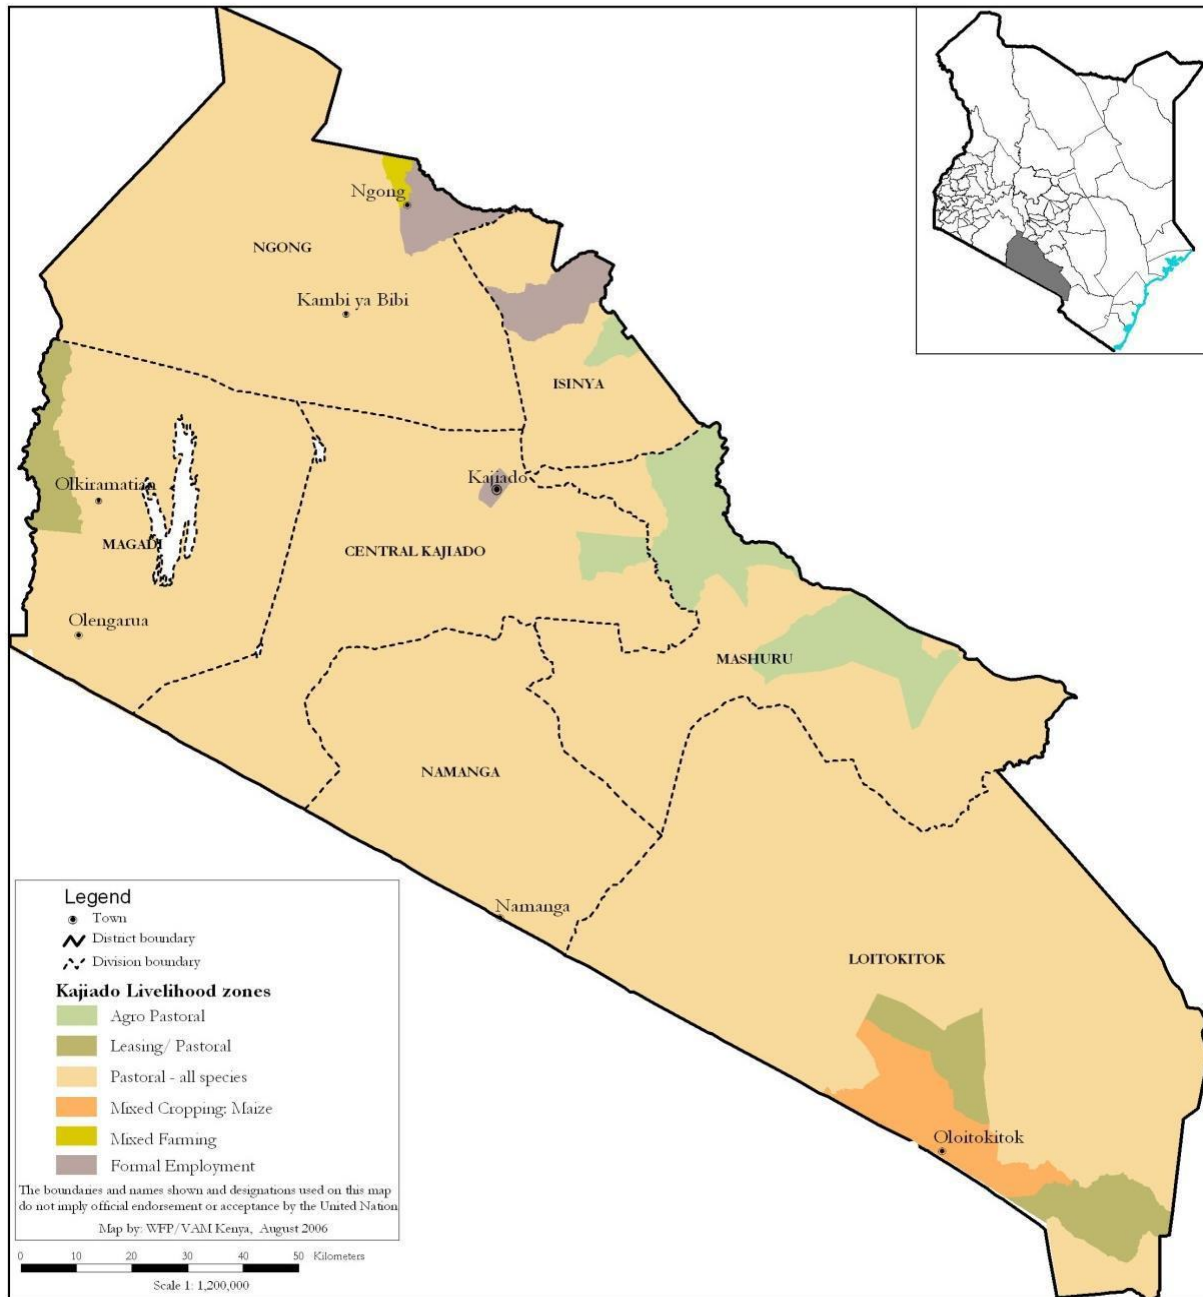 Ngong
NGONG
Kambi ya Bibi
ISINYA
Kajiado
Olkiramatian
MAGADI
CENTRAL KAJIADO
Olengarua
MASHURU
NAMANGA
Namanga
LOITOKITOK
Oloitokitok
Legend
Town
District boundary
Division boundary
Kajiado Livelihood zones
Agro Pastoral
Leasing/ Pastoral
Pastoral - all species
Mixed Cropping: Maize
Mixed Farming
Formal Employment
The boundaries and names shown and designations used on this map
do not imply official endorsement or acceptance by the United Nation
Map by: WFP/VAM Kenya, August 2006
0 10 20 30 40 50 Kilometers
Scale 1: 1,200,000